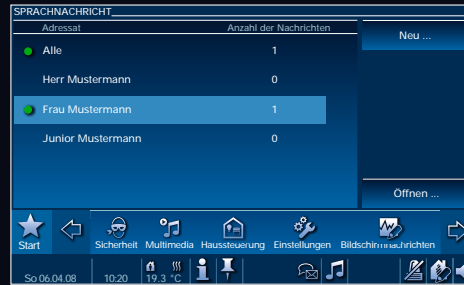 SPRACHNACHRICHT
Adressat Anzahl der Nachrichten
Neu ...
Alle 1
Herr Mustermann 0
Frau Mustermann 1
Junior Mustermann 0
Öffnen ...
Start Sicherheit Multimedia Haussteuerung Einstellungen Bildschirmnachrichten
So 06.04.08 10:20 19.3 °C